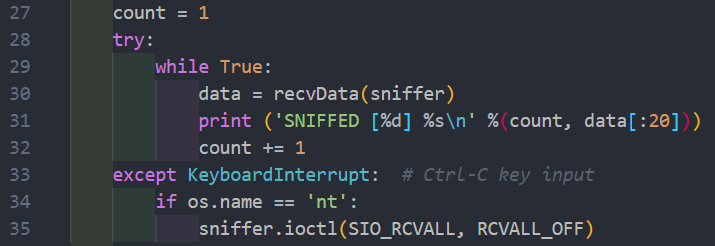 27 count = 1
28 try:
29 while True:
30 data = recvData(sniffer)
31 print ('SNIFFED [%d] %s\n' %(count, data[:20]))
32 count += 1
33 except KeyboardInterrupt:  # Ctrl-C key input
34 if os.name == 'nt':
35 sniffer.ioctl(SIO_RCVALL, RCVALL_OFF)